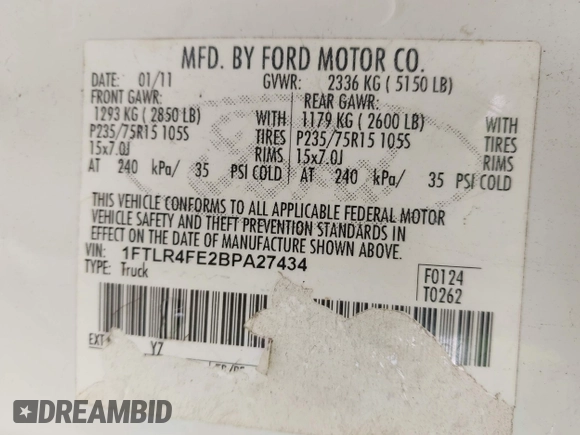 MFD. BY FORD MOTOR CO.
DATE: 01/11 GVWR: 2336 KG ( 5150 LB)
FRONT GAWR: REAR GAWR:
1293 KG ( 2850 LB) WITH 1179 KG ( 2600 LB) WITH
P235/75R15 105S TIRES P235/75R15 105S TIRES
15x7.0J RIMS 15x7.0J RIMS
AT 240 kPa/ 35 PSI COLD AT 240 kPa/ 35 PSI COLD
THIS VEHICLE CONFORMS TO ALL APPLICABLE FEDERAL MOTOR
VEHICLE SAFETY AND THEFT PREVENTION STANDARDS IN
EFFECT ON THE DATE OF MANUFACTURE SHOWN ABOVE.
VIN: 1FTLR4FE2BPA27434
TYPE: Truck
F0124
T0262
EXT
YZ
DREAMBID